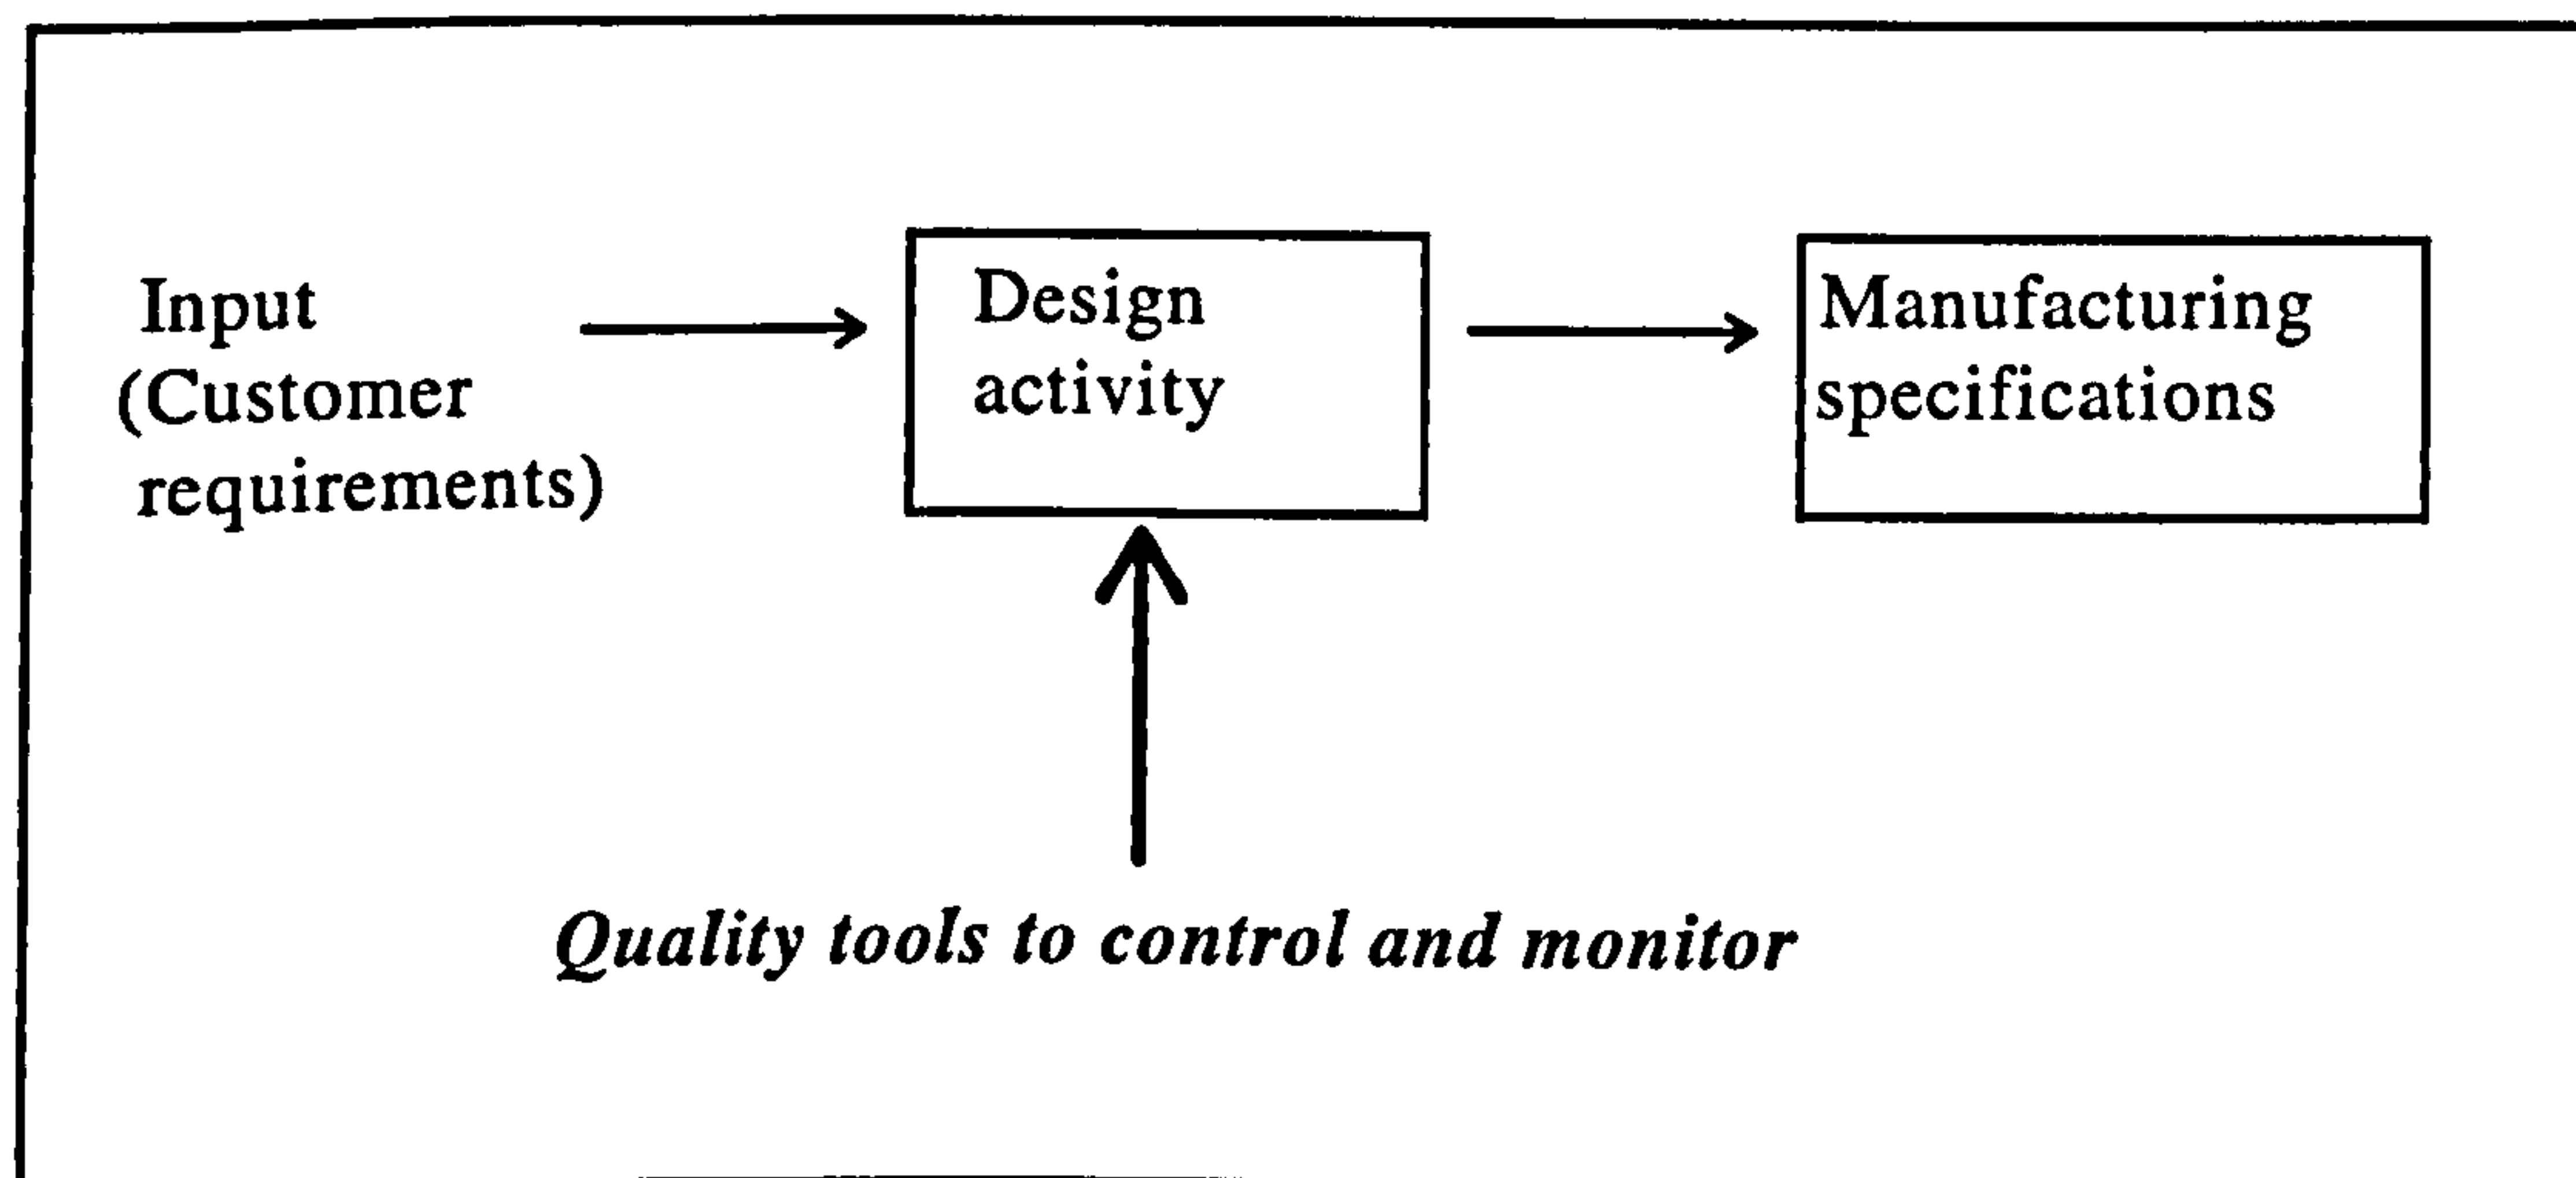 Input
(Customer
requirements)
Design
activity
Manufacturing
specifications
Quality tools to control and monitor